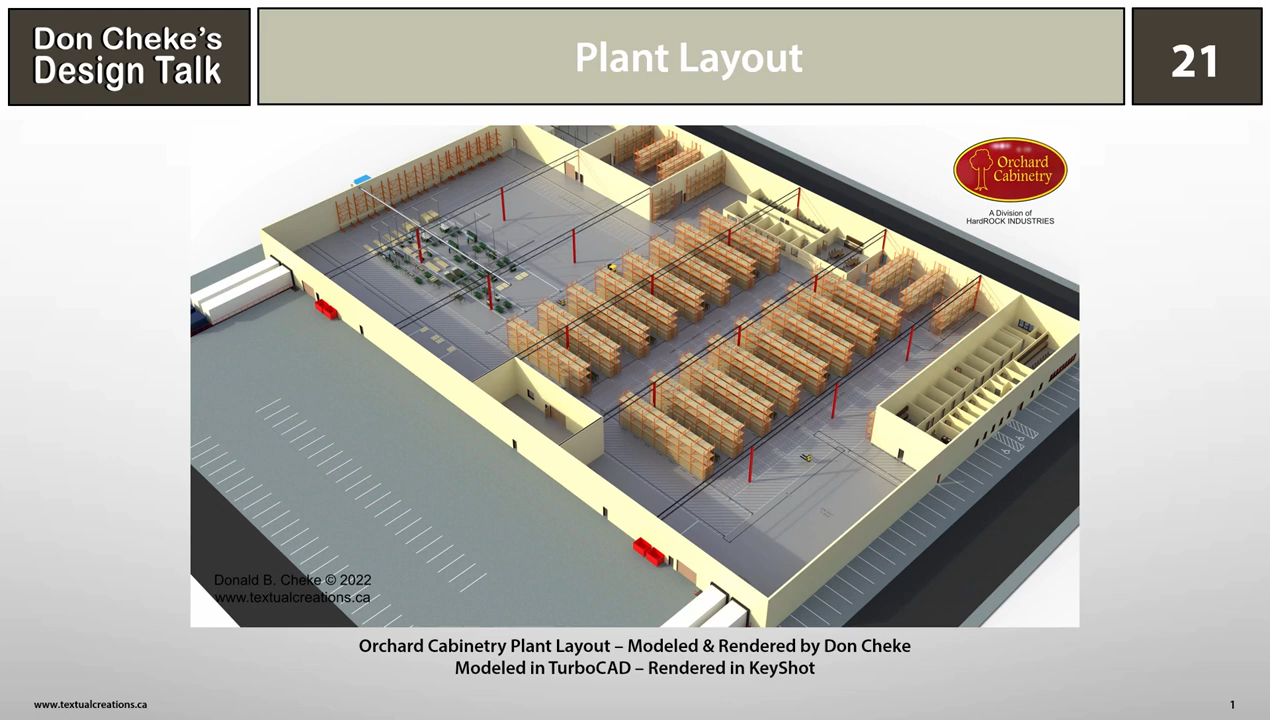 Don Cheke's
Design Talk
Plant Layout
21
Orchard
Cabinetry
A Division of
HardROCK INDUSTRIES
Donald B. Cheke © 2022
www.textualcreations.ca
Orchard Cabinetry Plant Layout – Modeled & Rendered by Don Cheke
Modeled in TurboCAD – Rendered in KeyShot
www.textualcreations.ca
1